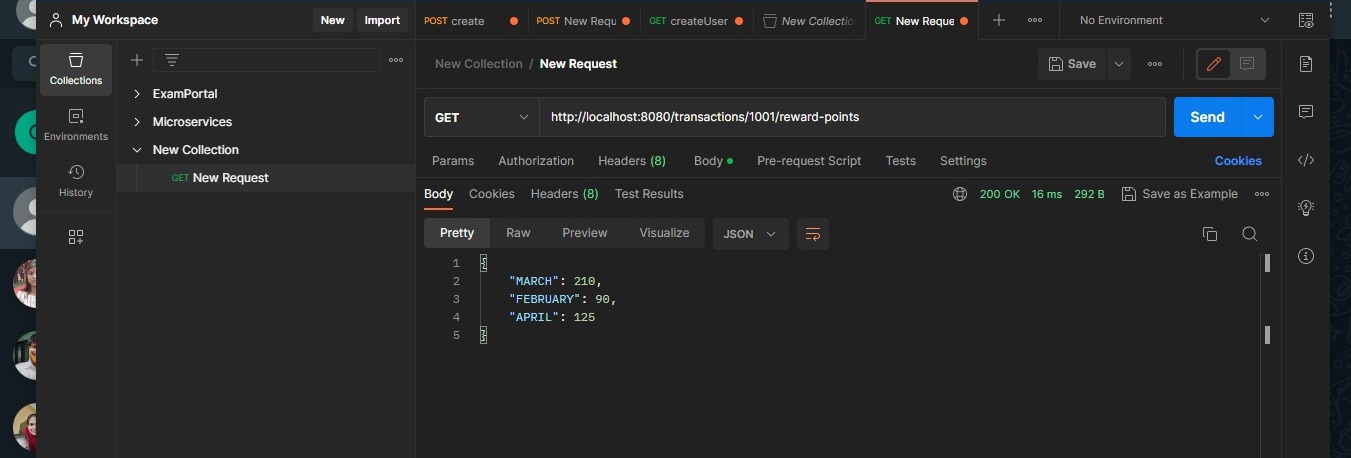 My Workspace
New
Import
POST create
POST New Requ
GET createUser
New Collectio
GET New Reque
No Environment
Collections
Environments
History
ExamPortal
Microservices
New Collection
GET New Request
New Collection / New Request
Save
GET
http://localhost:8080/transactions/1001/reward-points
Send
Params Authorization Headers (8) Body Pre-request Script Tests Settings Cookies
Body Cookies Headers (8) Test Results 200 OK 16 ms 292 B Save as Example
Pretty Raw Preview Visualize JSON
1 {
2 "MARCH": 210,
3 "FEBRUARY": 90,
4 "APRIL": 125
5 }